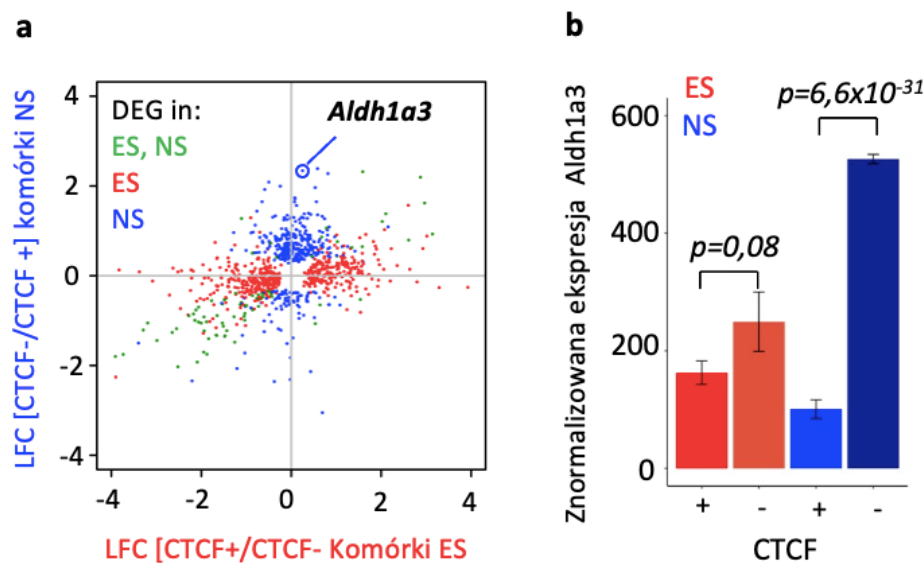 a
LFC [CTCF-/CTCF +] komórki NS
4
2
0
-2
-4
DEG in:
ES, NS
ES
NS
Aldh1a3
-4
-2
0
2
4
LFC [CTCF+/CTCF- Komórki ES
b
Znormalizowana ekspresja Aldh1a3
ES
NS
p=6,6x10⁻³¹
p=0,08
600
400
200
0
+
-
+
-
CTCF